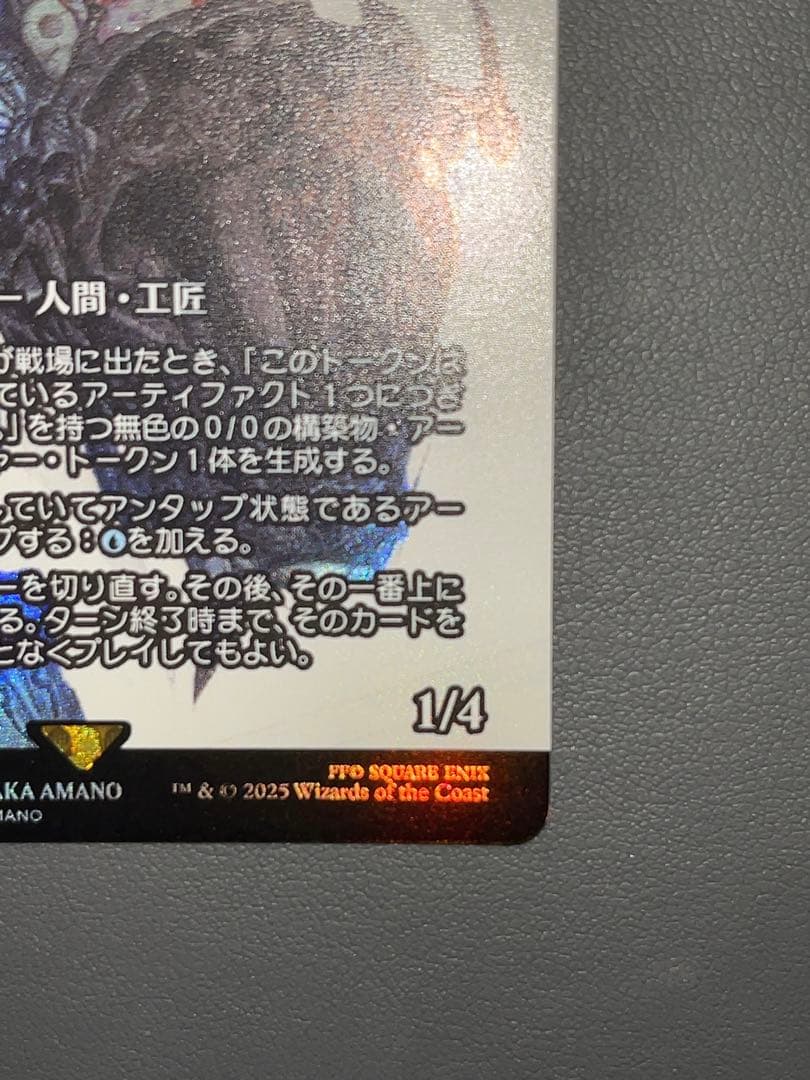 9
— 人間・工匠
が戦場に出たとき、「このトークンは
ているアーティファクト１つにつき
」を持つ無色の０/０の構築物・アー
ャー・トークン１体を生成する。
していてアンタップ状態であるアー
プする：を加える。
ーを切り直す。その後、その一番上に
る。ターン終了時まで、そのカードを
となくプレイしてもよい。
1/4
FFO SQUARE ENIX
AKA AMANO ™ & © 2025 Wizards of the Coast
MANO